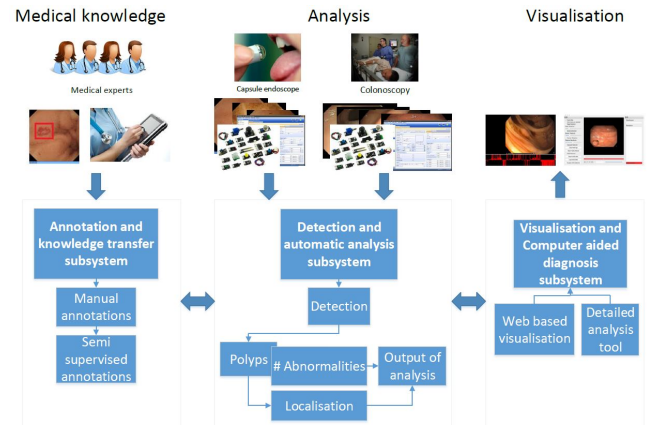 Medical knowledge
Analysis
Visualisation
Medical experts
Capsule endoscope
Colonoscopy
Annotation and
knowledge transfer
subsystem
Manual
annotations
Semi
supervised
annotations
Detection and
automatic analysis
subsystem
Detection
Polyps
# Abnormalities
Output of
analysis
Localisation
Visualisation and
Computer aided
diagnosis
subsystem
Web based
visualisation
Detailed
analysis
tool